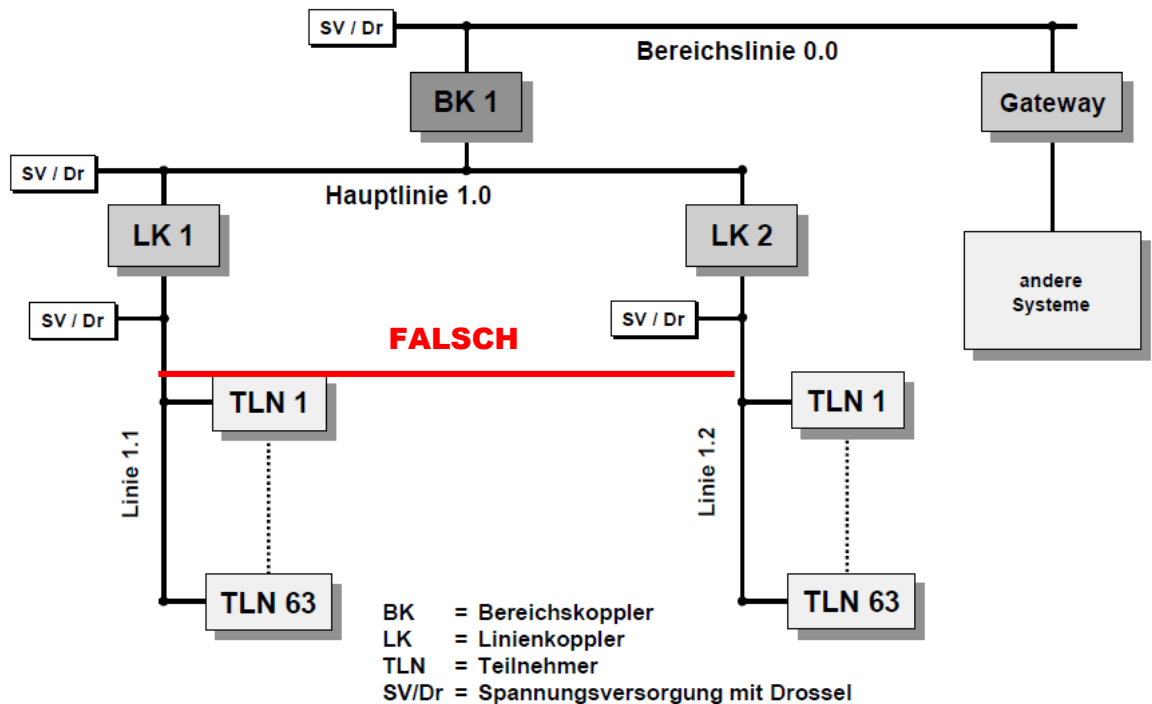 SV / Dr
Bereichslinie 0.0
BK 1
Gateway
SV / Dr
Hauptlinie 1.0
LK 1
LK 2
andere
Systeme
SV / Dr
SV / Dr
FALSCH
TLN 1
TLN 1
Linie 1.1
Linie 1.2
TLN 63
TLN 63
BK = Bereichskoppler
LK = Linienkoppler
TLN = Teilnehmer
SV/Dr = Spannungsversorgung mit Drossel